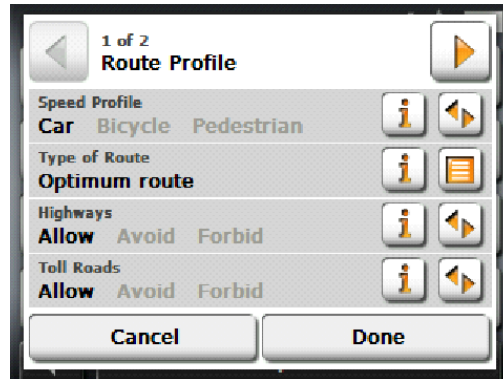 1 of 2
Route Profile
Speed Profile
Car Bicycle Pedestrian
Type of Route
Optimum route
Highways
Allow Avoid Forbid
Toll Roads
Allow Avoid Forbid
Cancel Done